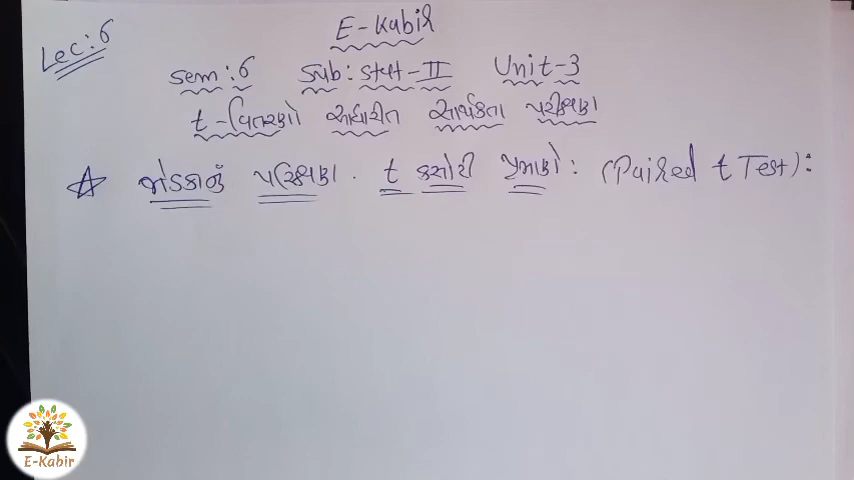 E-Kabir
Lec:6
Sem:6 Sub: Stat-II Unit-3
t-વિતરણો આધારીત સાર્થકતા પરીક્ષણ
જોડકાનું પરિક્ષણ. t કસોટી પ્રમાણે: (Paired t Test):
E-Kabir